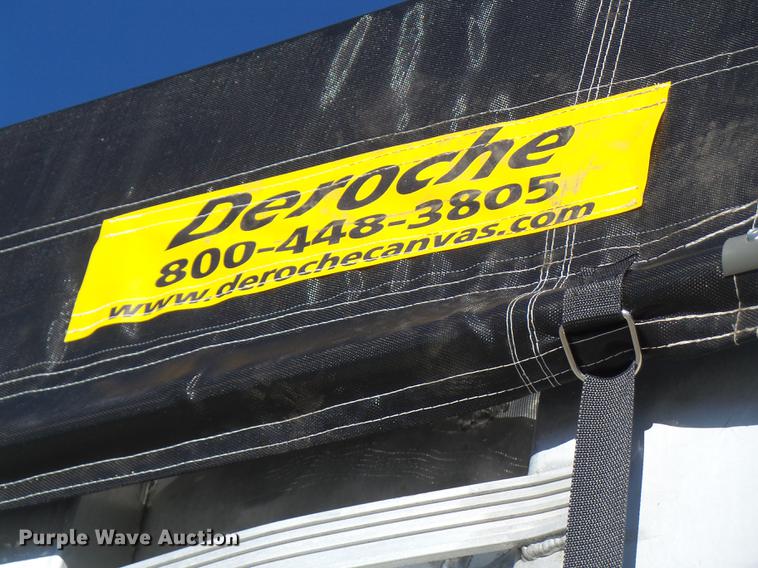 Deroche
800-448-3805
www.derochecanvas.com
Purple Wave Auction